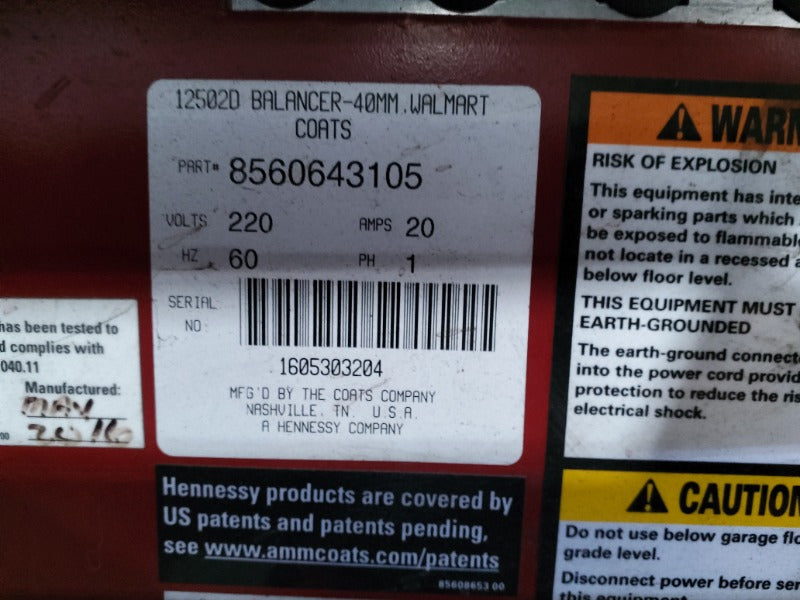 12502D BALANCER-40MM.WALMART
COATS
PART# 8560643105
VOLTS 220 AMPS 20
HZ 60 PH 1
SERIAL
NO:
1605303204
MFG'D BY THE COATS COMPANY
NASHVILLE, TN. U.S.A.
A HENNESSY COMPANY
has been tested to
d complies with
040.11
Manufactured:
MAY
2016
00
Hennessy products are covered by
US patents and patents pending,
see www.ammcoats.com/patents
85608653 00
WARN
RISK OF EXPLOSION
This equipment has inte
or sparking parts which
be exposed to flammabl
not locate in a recessed a
below floor level.
THIS EQUIPMENT MUST
EARTH-GROUNDED
The earth-ground connect
into the power cord provid
protection to reduce the ris
electrical shock.
CAUTION
Do not use below garage flo
grade level.
Disconnect power before ser
this equipment.